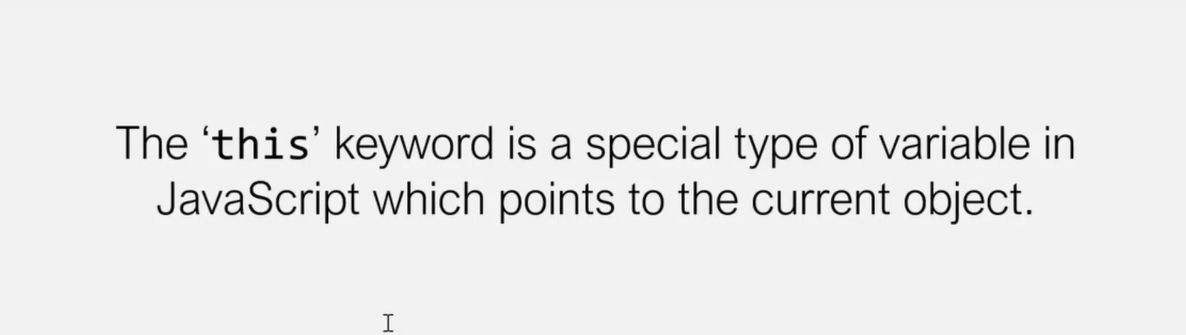 The ‘this’ keyword is a special type of variable in
JavaScript which points to the current object.